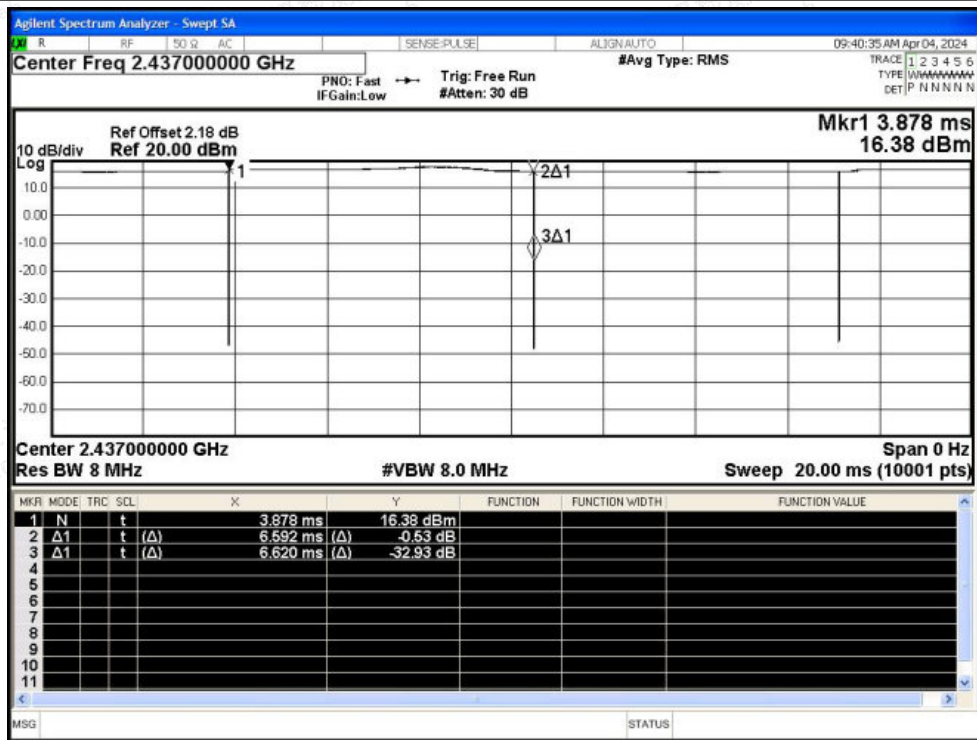 Agilent Spectrum Analyzer - Swept SA
LXI R RF 50 Ω AC SENSE:PULSE ALIGNAUTO 09:40:35 AM Apr 04, 2024
Center Freq 2.437000000 GHz #Avg Type: RMS TRACE 1 2 3 4 5 6
PNO: Fast Trig: Free Run TYPE
IFGain:Low #Atten: 30 dB DET P N N N N N
Mkr1 3.878 ms
Ref Offset 2.18 dB
10 dB/div Ref 20.00 dBm 16.38 dBm
Log
1 2Δ1
10.0
0.00
3Δ1
-10.0
-20.0
-30.0
-40.0
-50.0
-60.0
-70.0
Center 2.437000000 GHz Span 0 Hz
Res BW 8 MHz #VBW 8.0 MHz Sweep 20.00 ms (10001 pts)
MKR MODE TRC SCL X Y FUNCTION FUNCTION WIDTH FUNCTION VALUE
1 N t 3.878 ms 16.38 dBm
2 Δ1 t (Δ) 6.592 ms (Δ) -0.53 dB
3 Δ1 t (Δ) 6.620 ms (Δ) -32.93 dB
4
5
6
7
8
9
10
11
MSG STATUS